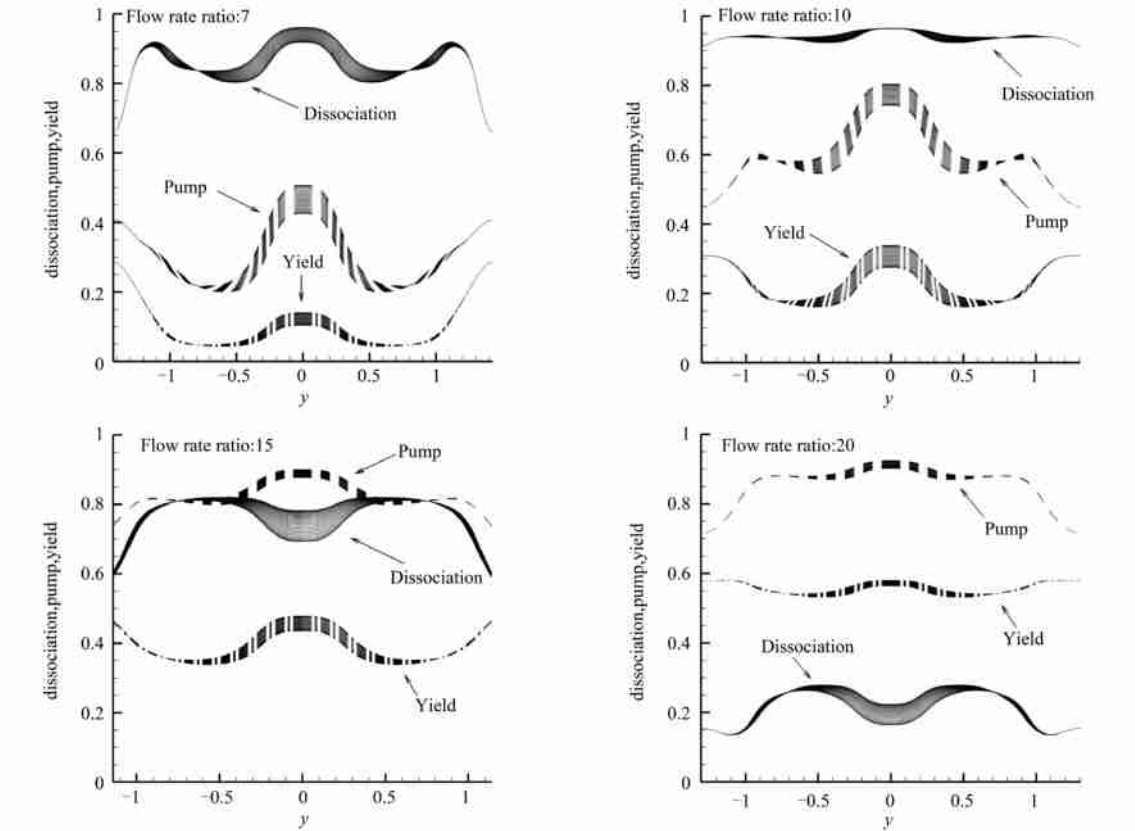 Flow rate ratio:7
dissociation,pump,yield
1
0.8
0.6
0.4
0.2
0
Dissociation
Pump
Yield
−1
−0.5
0
0.5
1
y
Flow rate ratio:10
dissociation,pump,yield
1
0.8
0.6
0.4
0.2
0
Dissociation
Pump
Yield
−1
−0.5
0
0.5
1
y
Flow rate ratio:15
dissociation,pump,yield
1
0.8
0.6
0.4
0.2
0
Pump
Dissociation
Yield
−1
−0.5
0
0.5
1
y
Flow rate ratio:20
dissociation,pump,yield
1
0.8
0.6
0.4
0.2
0
Pump
Yield
Dissociation
−1
−0.5
0
0.5
1
y